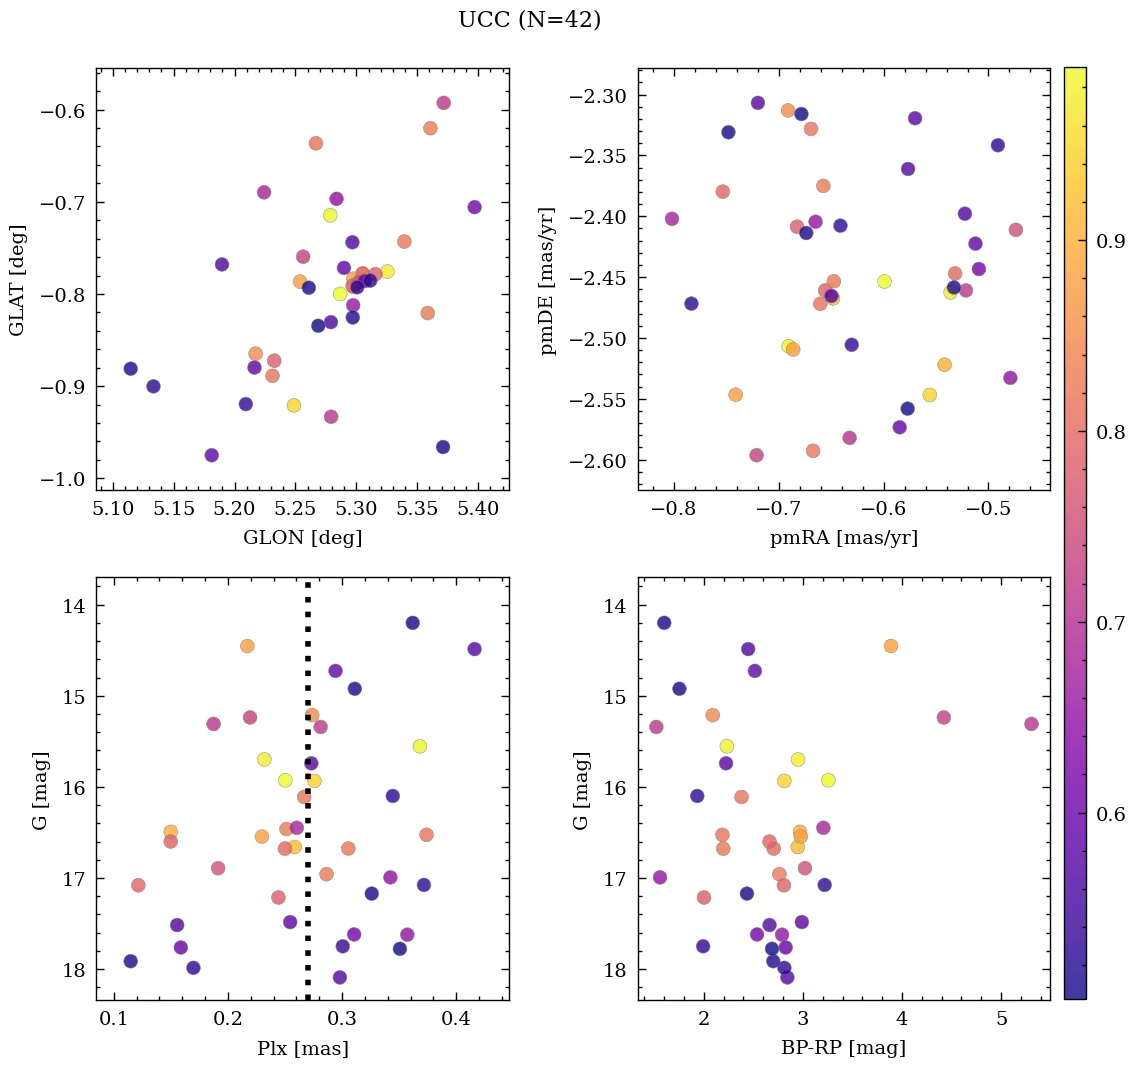 UCC (N=42)
−0.6
−0.7
−0.8
−0.9
−1.0
GLAT [deg]
5.10 5.15 5.20 5.25 5.30 5.35 5.40
GLON [deg]
−2.30
−2.35
−2.40
−2.45
−2.50
−2.55
−2.60
pmDE [mas/yr]
−0.8 −0.7 −0.6 −0.5
pmRA [mas/yr]
14
15
16
17
18
G [mag]
0.1 0.2 0.3 0.4
Plx [mas]
14
15
16
17
18
G [mag]
2 3 4 5
BP-RP [mag]
0.9
0.8
0.7
0.6